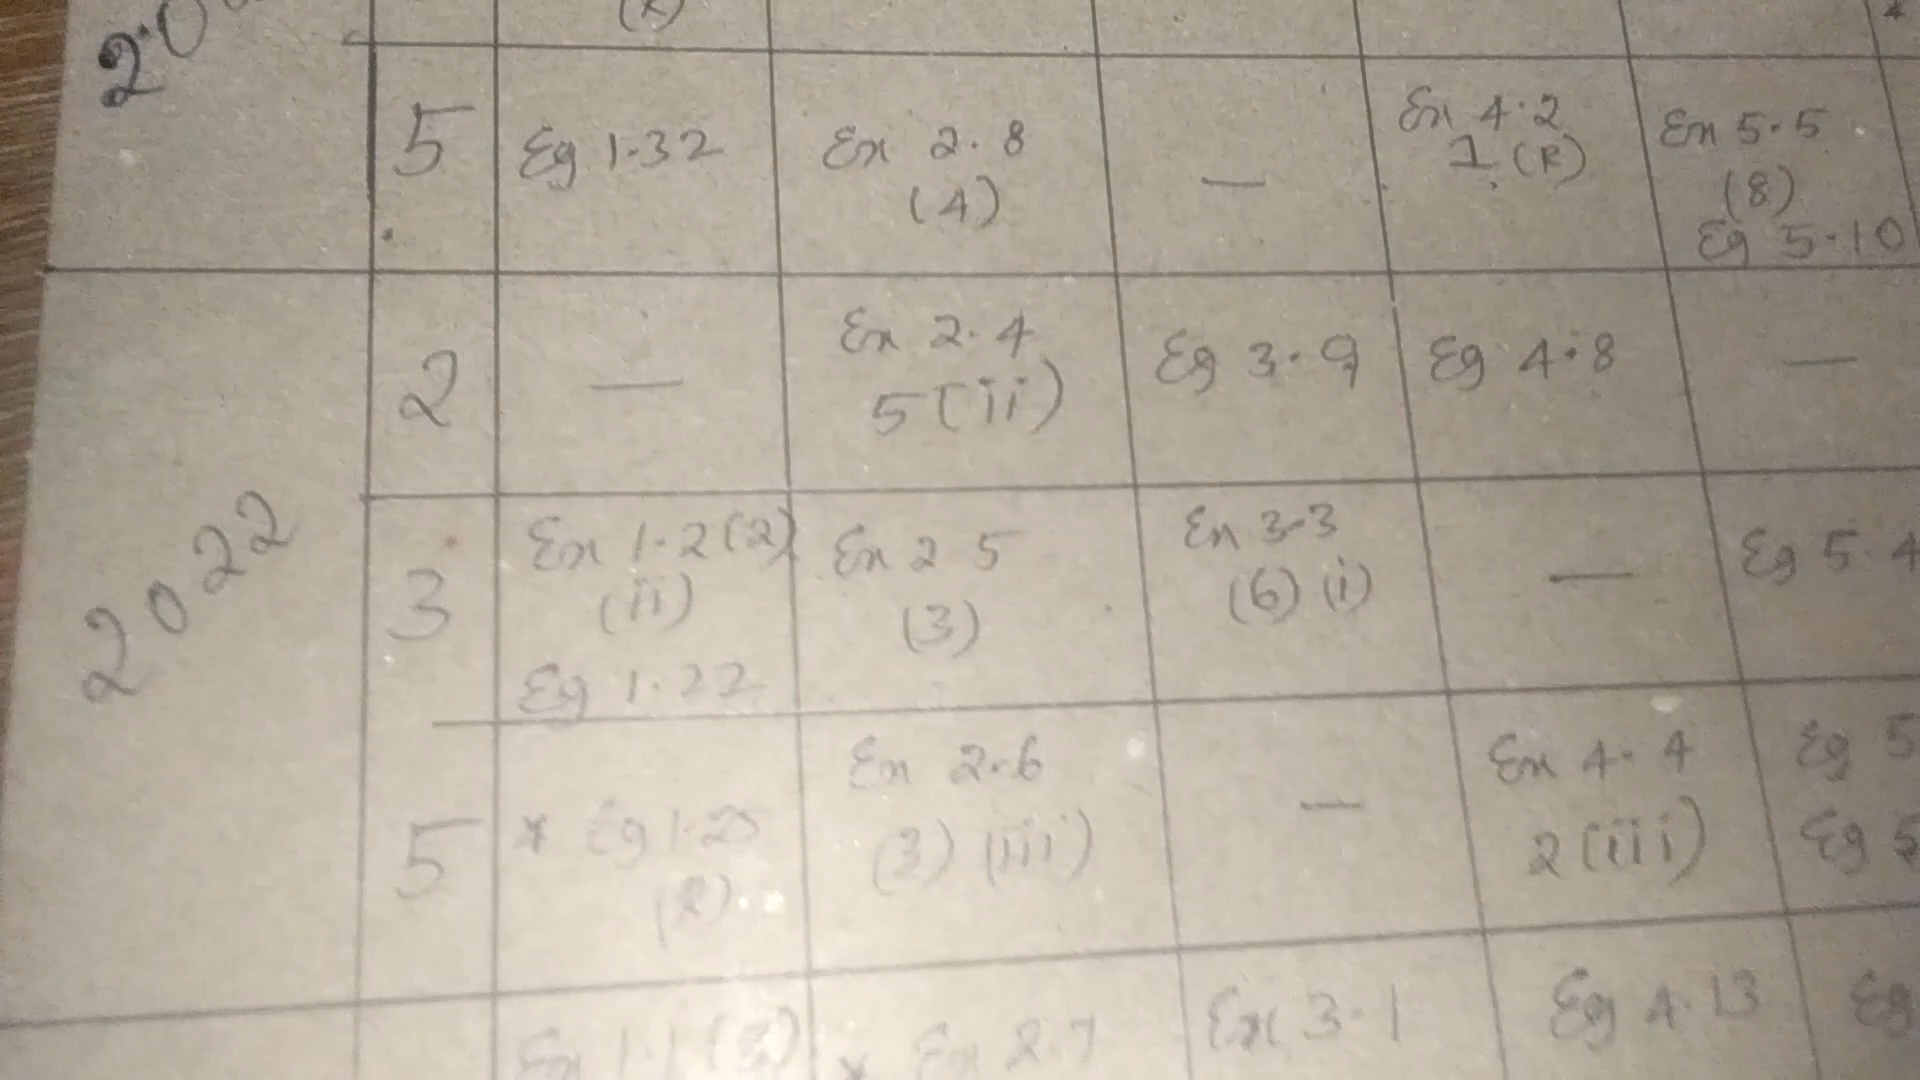 5 Eg 1.32 Ex 2.8 — Ex 4.2 Ex 5.5
(4) 1 (R) (8)
Eg 5.10
2022
2 — Ex 2.4 Eg 3.9 Eg 4.8 —
5(ii)
3 Ex 1.2(2) Ex 2.5 Ex 3.3 — Eg 5.4
(ii) (3) (6) (i)
Eg 1.22
5 * Eg 1.25 Ex 2.6 — Ex 4.4 Eg 5
(R) (3) (iii) 2(iii) Eg 5
Ex 1.1 * Ex 2.7 Ex 3.1 Eg 4.13 Eg